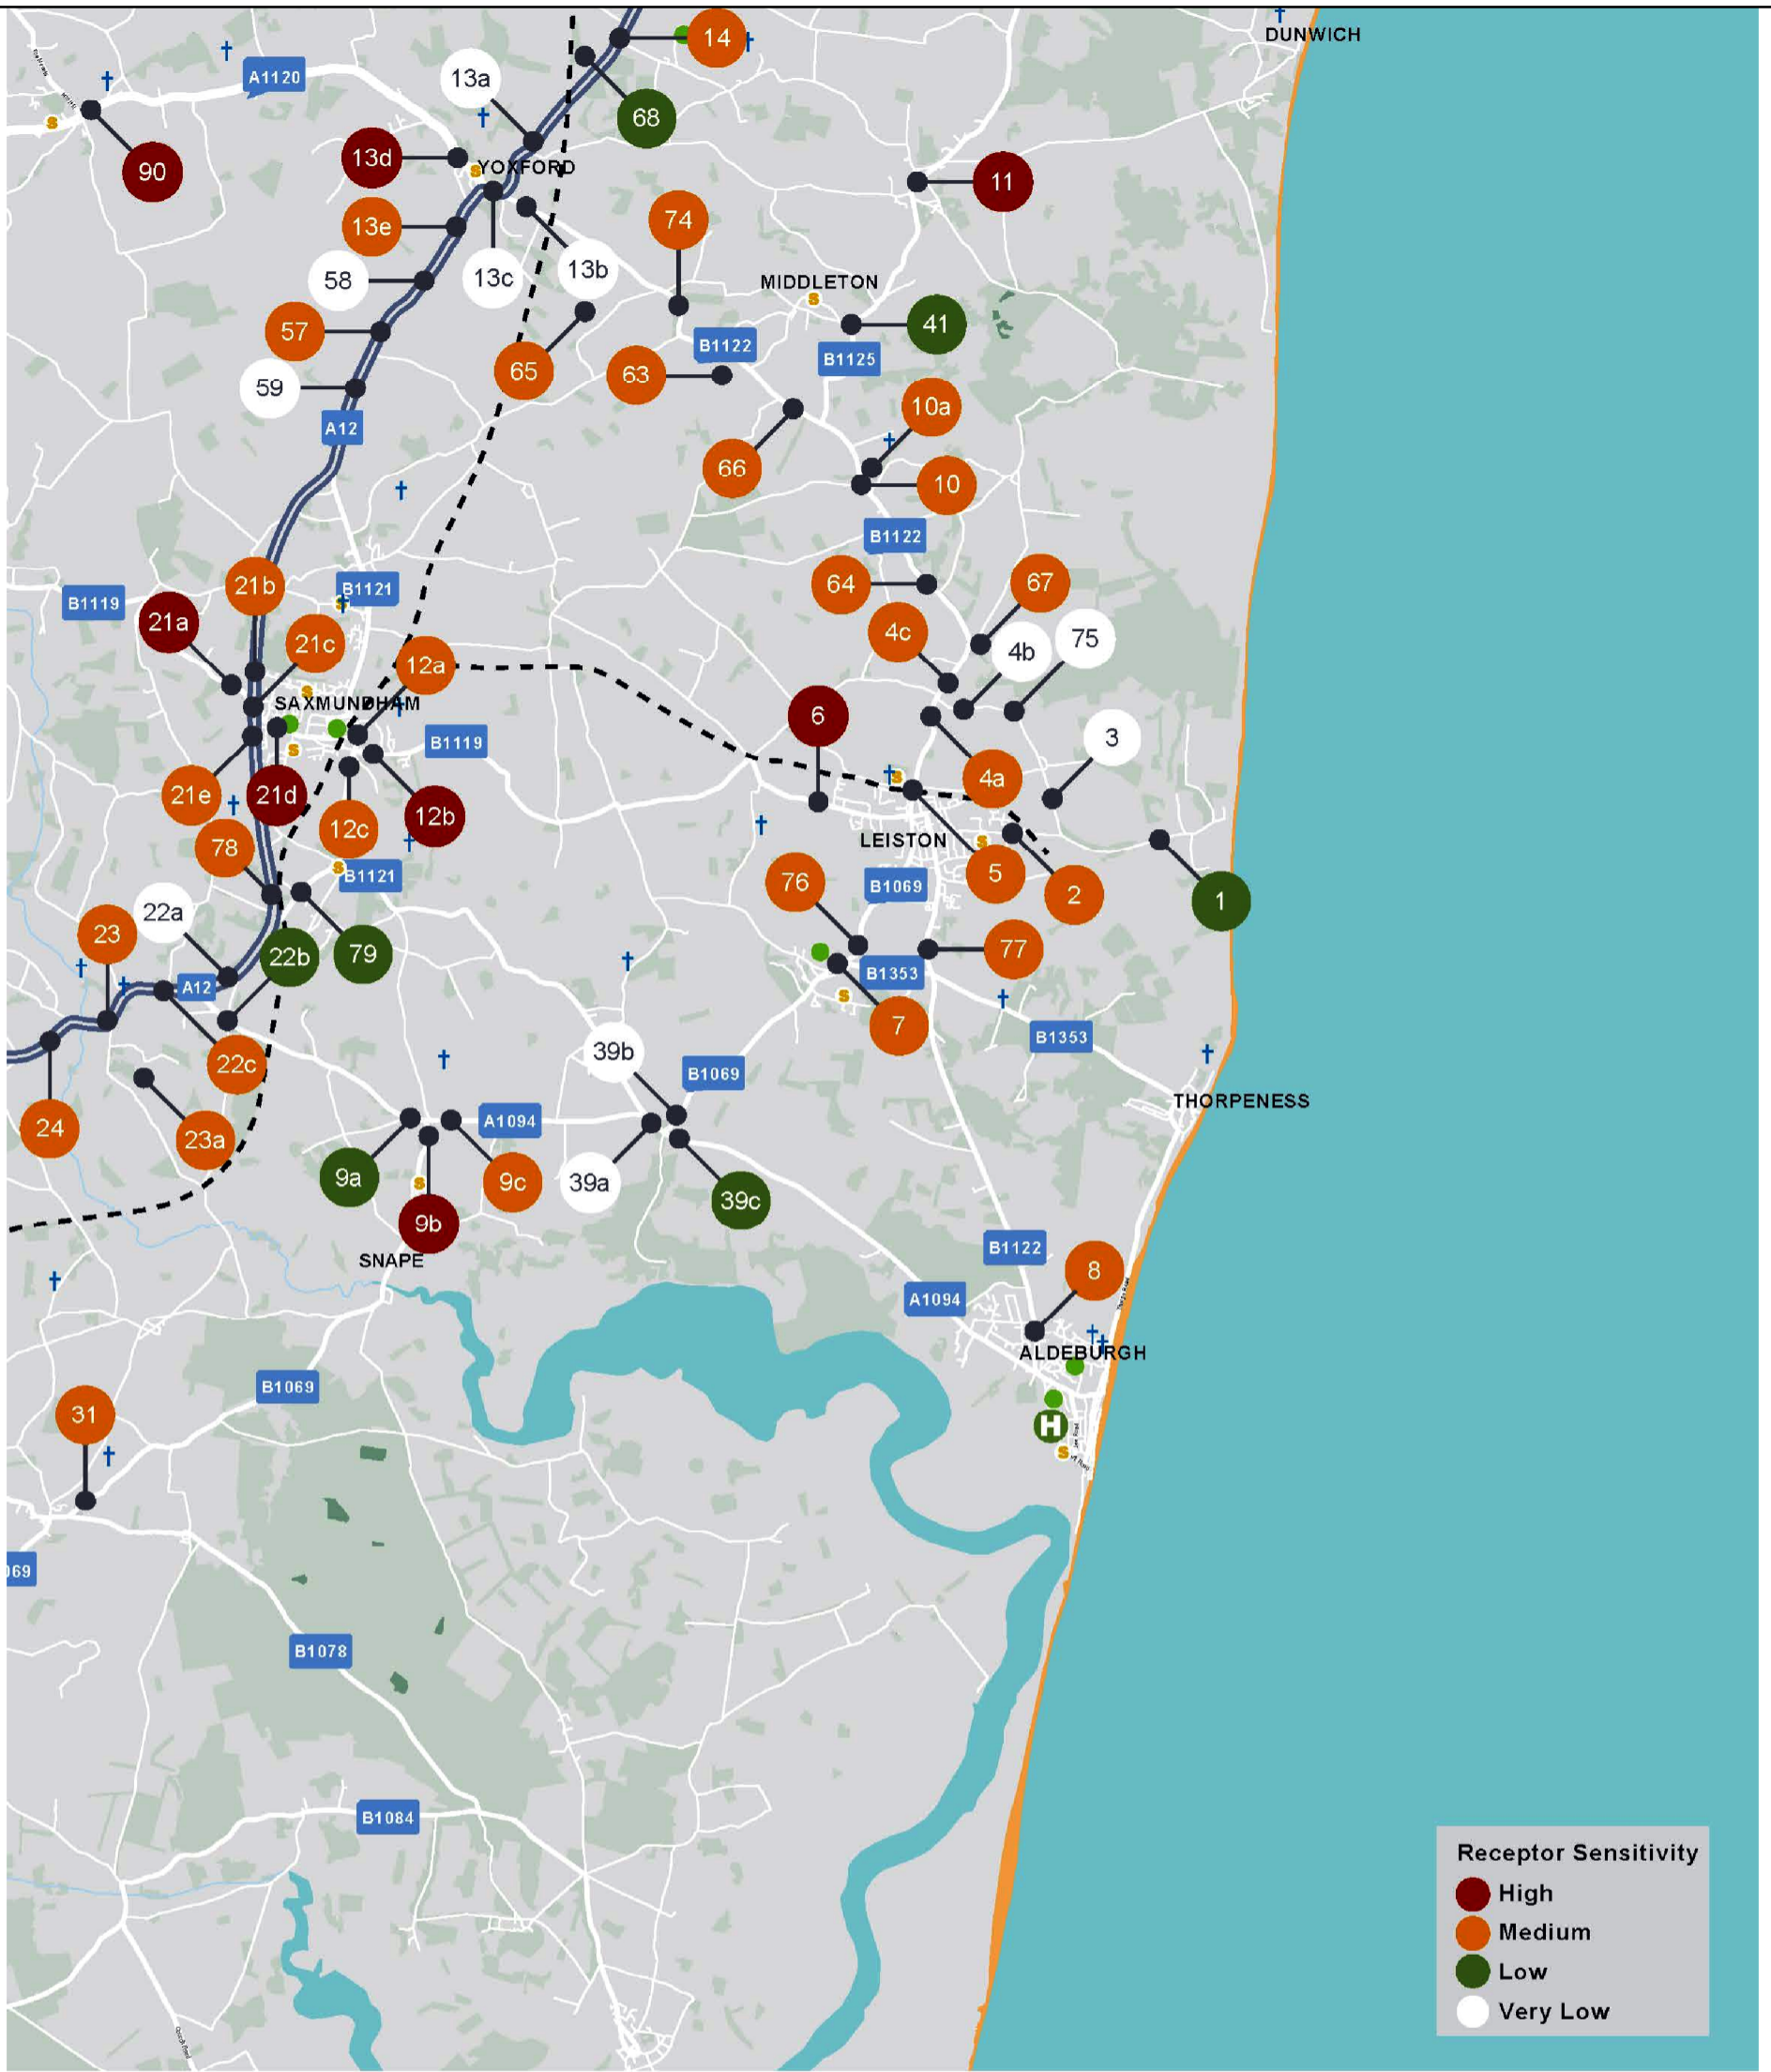 DUNWICH
14
A1120
13a
68
90
13d
YOXFORD
11
74
13e
13c
13b
58
MIDDLETON
S
57
41
B1122
B1125
65
63
59
10a
A12
66
10
B1122
21b
B1121
B1119
64
67
21a
4c
21c
4b
75
12a
SAXMUNDHAM
6
B1119
3
4a
21e
21d
12b
12c
LEISTON
78
B1121
5
76
B1069
2
1
22a
23
22b
79
77
B1353
A12
7
B1353
39b
22c
B1069
THORPENESS
24
23a
A1094
9a
9c
39a
39c
9b
B1122
SNAPE
8
A1094
ALDEBURGH
B1069
31
H
069
B1078
B1084
Receptor Sensitivity
High
Medium
Low
Very Low